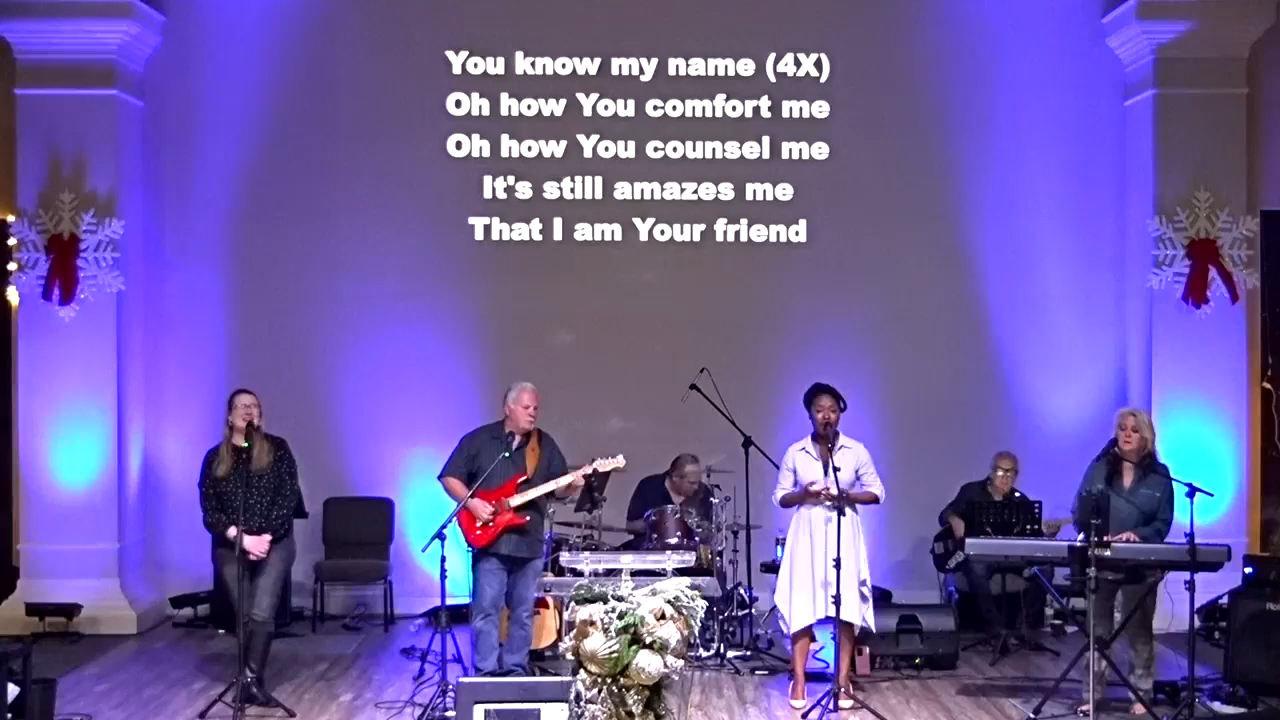 You know my name (4X)
Oh how You comfort me
Oh how You counsel me
It's still amazes me
That I am Your friend